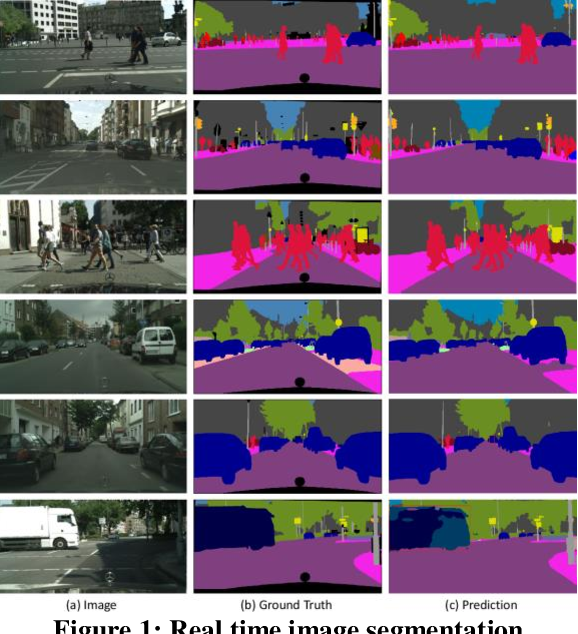 (a) Image (b) Ground Truth (c) Prediction
Figure 1: Real time image segmentation